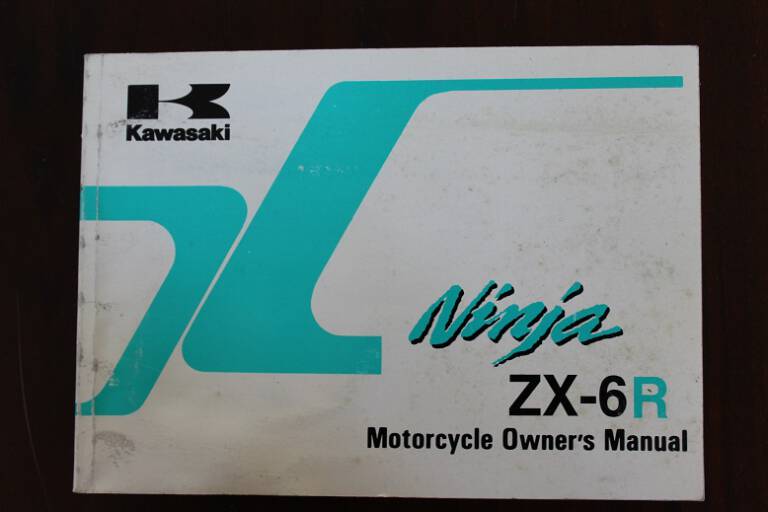 Kawasaki
Ninja
ZX-6R
Motorcycle Owner's Manual